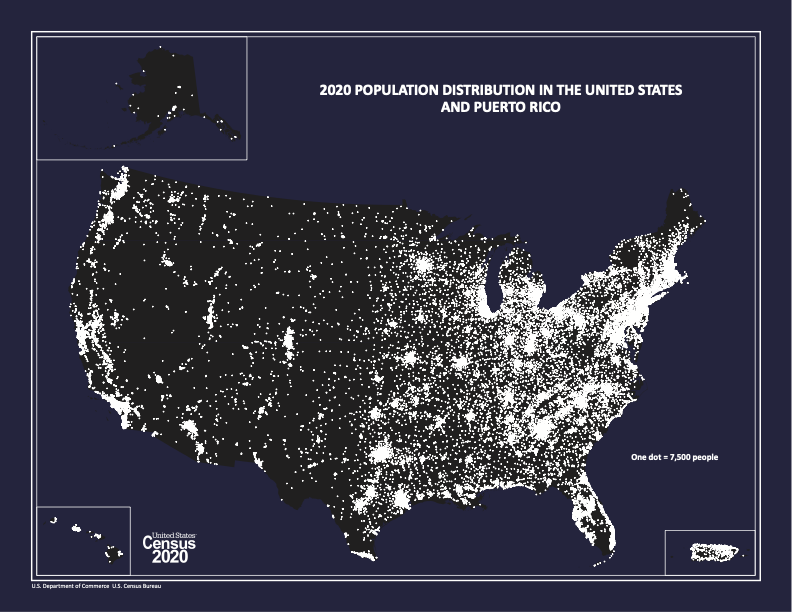 2020 POPULATION DISTRIBUTION IN THE UNITED STATES
AND PUERTO RICO
One dot = 7,500 people
United States®
Census
2020
U.S. Department of Commerce U.S. Census Bureau